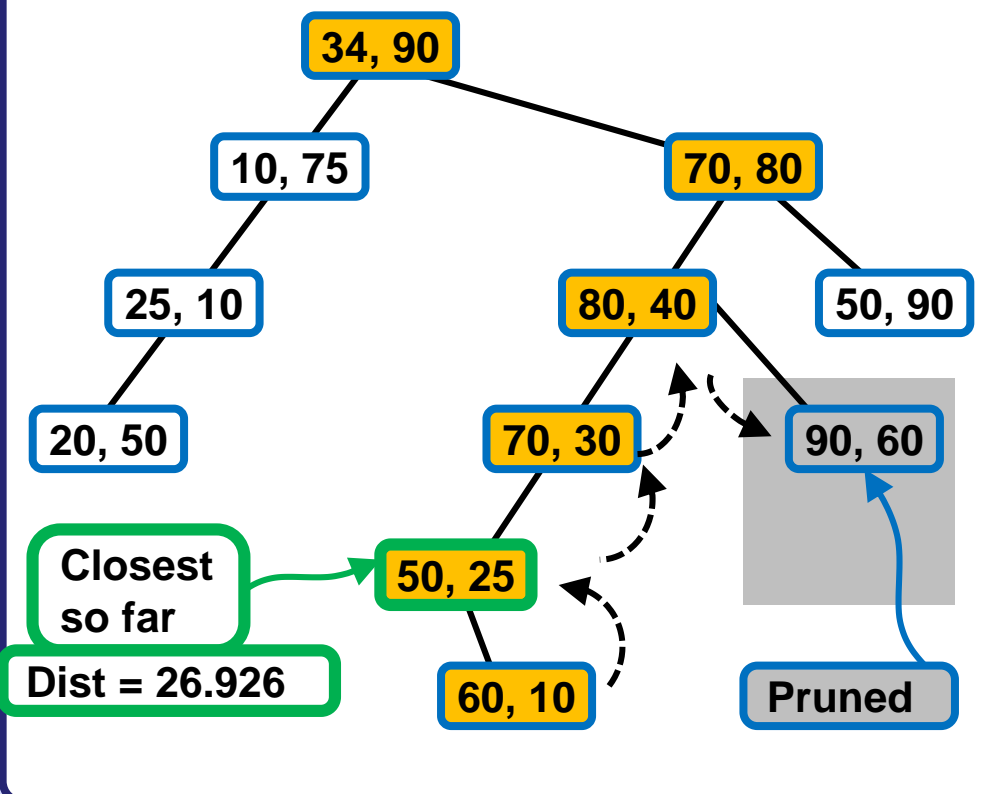 34, 90
10, 75
70, 80
25, 10
80, 40
50, 90
20, 50
70, 30
90, 60
Closest
so far
50, 25
Dist = 26.926
60, 10
Pruned